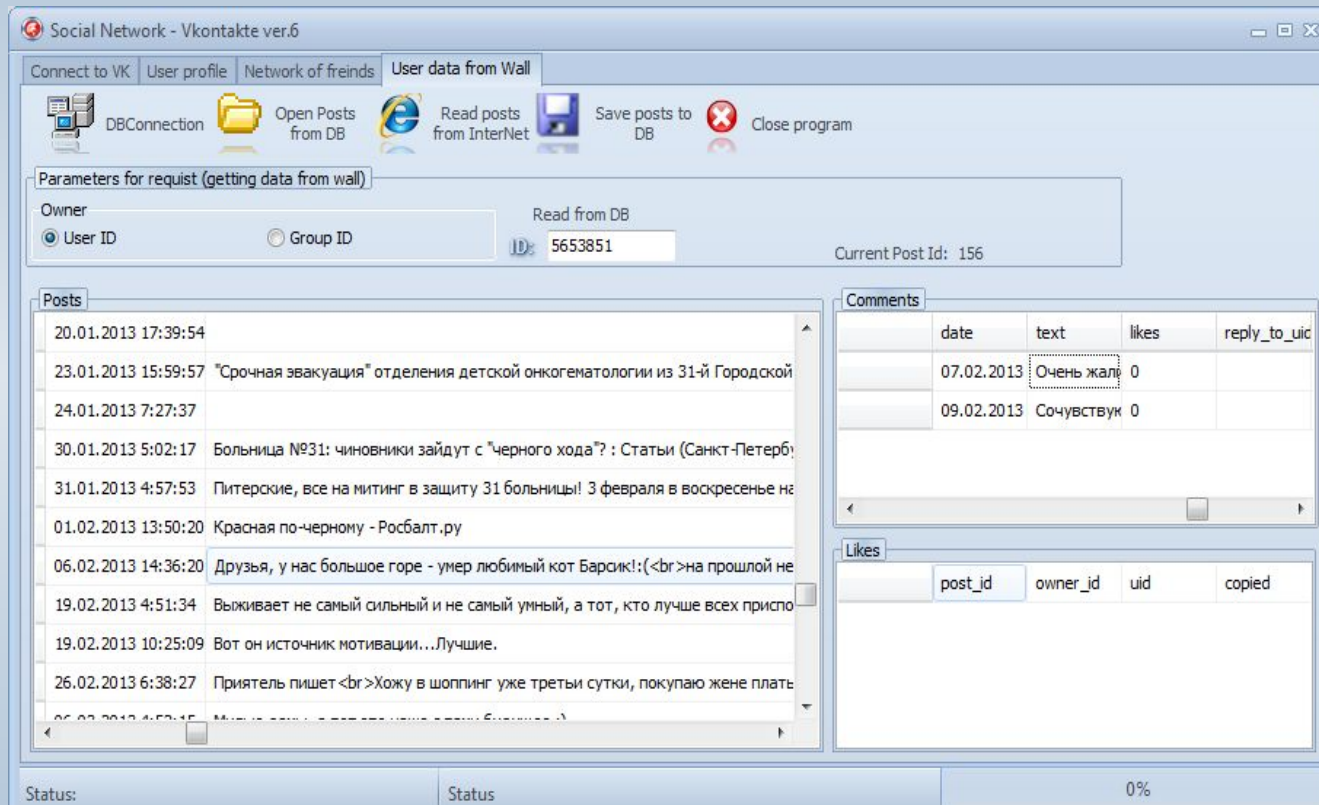 Social Network - Vkontakte ver.6
Connect to VK User profile Network of freinds User data from Wall
DBConnection
Open Posts
from DB
Read posts
from InterNet
Save posts to
DB
Close program
Parameters for requist (getting data from wall)
Owner
User ID Group ID
Read from DB
ID: 5653851
Current Post Id: 156
Posts
20.01.2013 17:39:54
23.01.2013 15:59:57 "Срочная эвакуация" отделения детской онкогематологии из 31-й Городской
24.01.2013 7:27:37
30.01.2013 5:02:17 Больница №31: чиновники зайдут с "черного хода"? : Статьи (Санкт-Петербу
31.01.2013 4:57:53 Питерские, все на митинг в защиту 31 больницы! 3 февраля в воскресенье на
01.02.2013 13:50:20 Красная по-черному - Росбалт.ру
06.02.2013 14:36:20 Друзья, у нас большое горе - умер любимый кот Барсик!:(<br>на прошлой не
19.02.2013 4:51:34 Выживает не самый сильный и не самый умный, а тот, кто лучше всех приспо
19.02.2013 10:25:09 Вот он источник мотивации...Лучшие.
26.02.2013 6:38:27 Приятель пишет<br>Хожу в шоппинг уже третьи сутки, покупаю жене плать
Comments
date text likes reply_to_uid
07.02.2013 Очень жал 0
09.02.2013 Сочувствую 0
Likes
post_id owner_id uid copied
Status: Status 0%